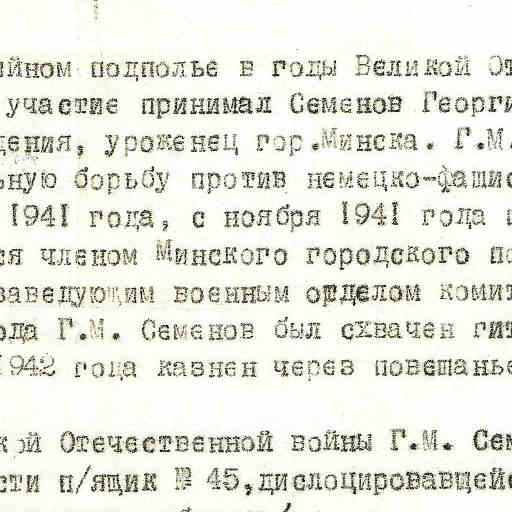 ийном подполье в годы Великой От
участие принимал Семенов Георги
дения, уроженец гор.Минска. Г.М.
ьную борьбу против немецко-фашис
1941 года, с ноября 1941 года п
ся членом Минского городского по
заведующим военным отделом комит
ода Г.М. Семенов был схвачен гит
1942 года казнен через повешанье
кой Отечественной войны Г.М. Сем
сти п/ящик № 45,дислоцировавшейс